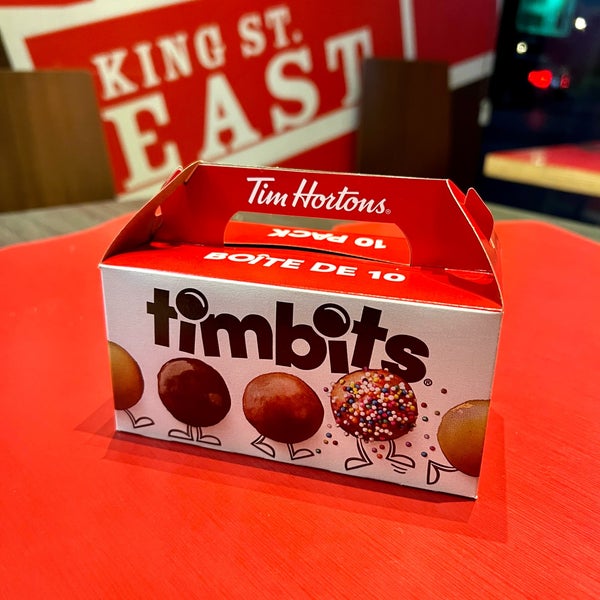 KING ST.
EAST
Tim Hortons®
10 PACK
BOÎTE DE 10
timbits®